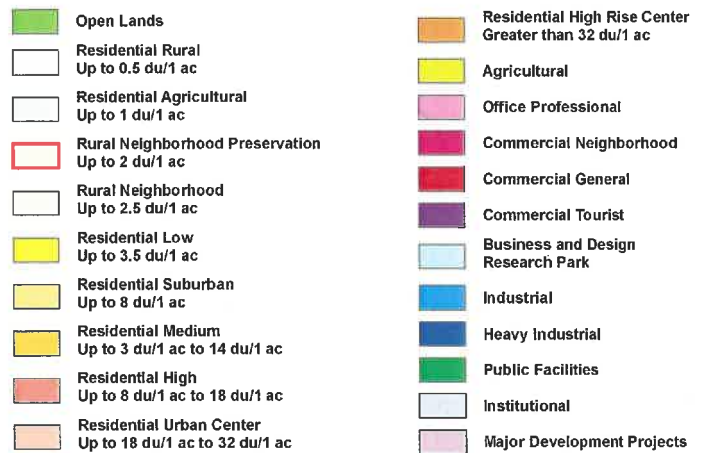 Open Lands
Residential Rural
Up to 0.5 du/1 ac
Residential Agricultural
Up to 1 du/1 ac
Rural Neighborhood Preservation
Up to 2 du/1 ac
Rural Neighborhood
Up to 2.5 du/1 ac
Residential Low
Up to 3.5 du/1 ac
Residential Suburban
Up to 8 du/1 ac
Residential Medium
Up to 3 du/1 ac to 14 du/1 ac
Residential High
Up to 8 du/1 ac to 18 du/1 ac
Residential Urban Center
Up to 18 du/1 ac to 32 du/1 ac
Residential High Rise Center
Greater than 32 du/1 ac
Agricultural
Office Professional
Commercial Neighborhood
Commercial General
Commercial Tourist
Business and Design
Research Park
Industrial
Heavy Industrial
Public Facilities
Institutional
Major Development Projects